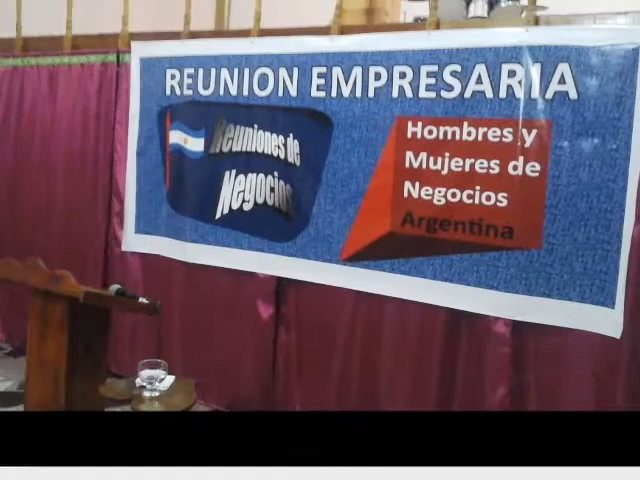 REUNION EMPRESARIA
Reuniones de
Negocios
Hombres y
Mujeres de
Negocios
Argentina